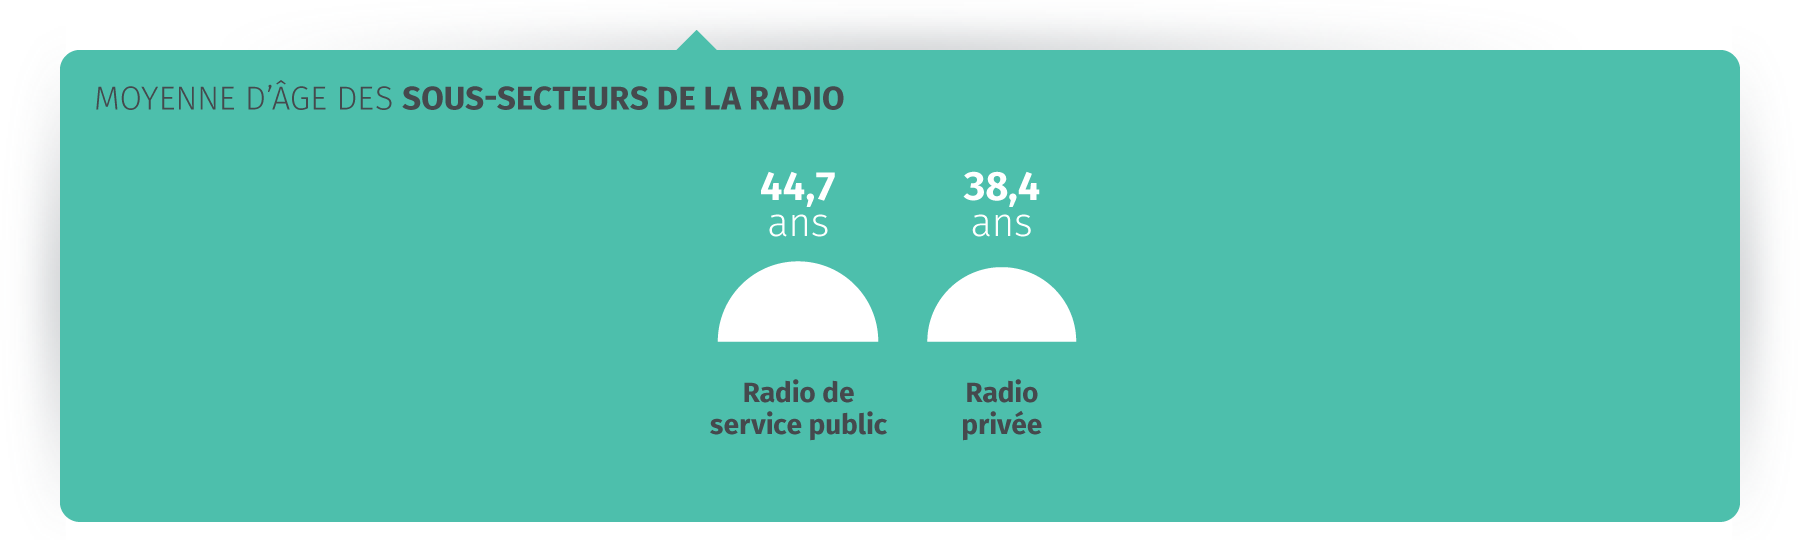 MOYENNE D'ÂGE DES SOUS-SECTEURS DE LA RADIO
44,7
ans
38,4
ans
Radio de
service public
Radio
privée